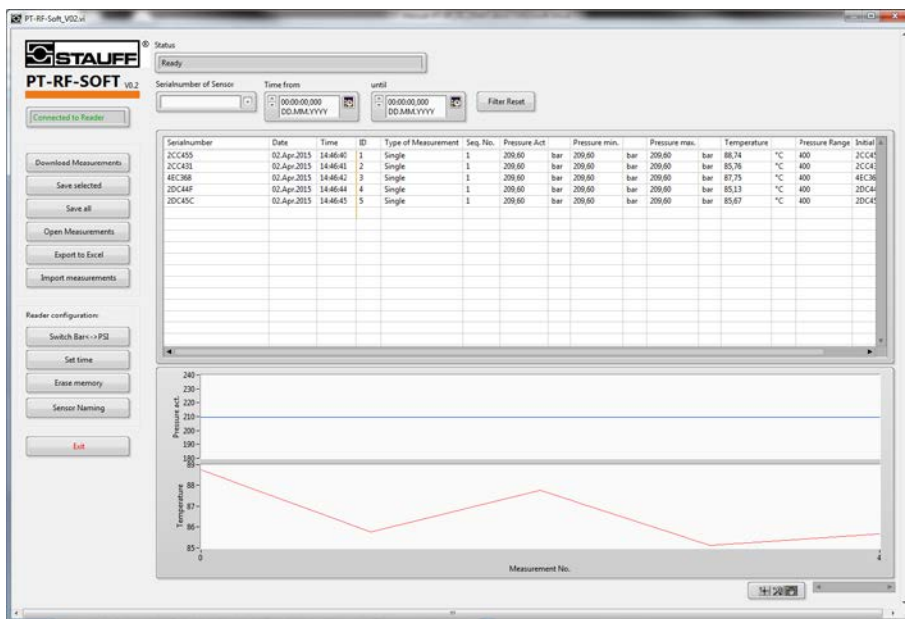 PT-RF-Soft_V02.vi
STAUFF ®
PT-RF-SOFT V0.2
Connected to Reader
Download Measurements
Save selected
Save all
Open Measurements
Export to Excel
Import measurements
Reader configuration:
Switch Bar<->PSI
Set time
Erase memory
Sensor Naming
Exit
Status
Ready
Serialnumber of Sensor Time from until
00:00:00,000 00:00:00,000
DD.MM.YYYY DD.MM.YYYY
Filter Reset
Serialnumber Date Time ID Type of Measurement Seq. No. Pressure Act Pressure min. Pressure max. Temperature Pressure Range Initial
2CC455 02.Apr.2015 14:46:40 1 Single 1 209,60 bar 209,60 bar 209,60 bar 88,74 °C 400 2CC45
2CC431 02.Apr.2015 14:46:41 2 Single 1 209,60 bar 209,60 bar 209,60 bar 85,76 °C 400 2CC43
4EC368 02.Apr.2015 14:46:42 3 Single 1 209,60 bar 209,60 bar 209,60 bar 87,75 °C 400 4EC36
2DC44F 02.Apr.2015 14:46:44 4 Single 1 209,60 bar 209,60 bar 209,60 bar 85,13 °C 400 2DC44
2DC45C 02.Apr.2015 14:46:45 5 Single 1 209,60 bar 209,60 bar 209,60 bar 85,67 °C 400 2DC45
Pressure act.
240
230
220
210
200
190
180
Temperature
89
88
87
86
85
0 4
Measurement No.